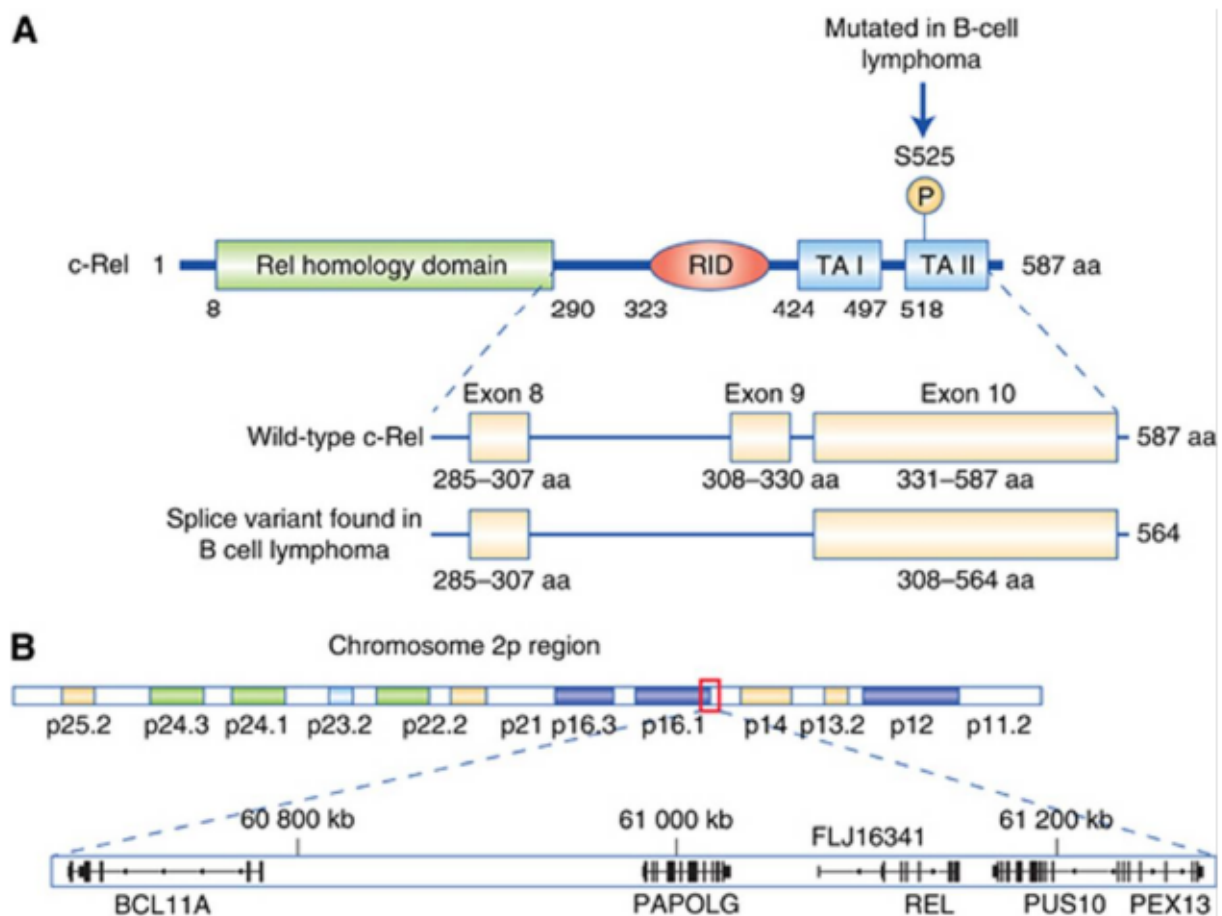 A
Mutated in B-cell
lymphoma
S525
P
c-Rel 1 Rel homology domain RID TA I TA II 587 aa
8 290 323 424 497 518
Exon 8 Exon 9 Exon 10
Wild-type c-Rel 587 aa
285–307 aa 308–330 aa 331–587 aa
Splice variant found in
B cell lymphoma 564
285–307 aa 308–564 aa
B
Chromosome 2p region
p25.2 p24.3 p24.1 p23.2 p22.2 p21 p16.3 p16.1 p14 p13.2 p12 p11.2
60 800 kb 61 000 kb 61 200 kb
FLJ16341
BCL11A PAPOLG REL PUS10 PEX13